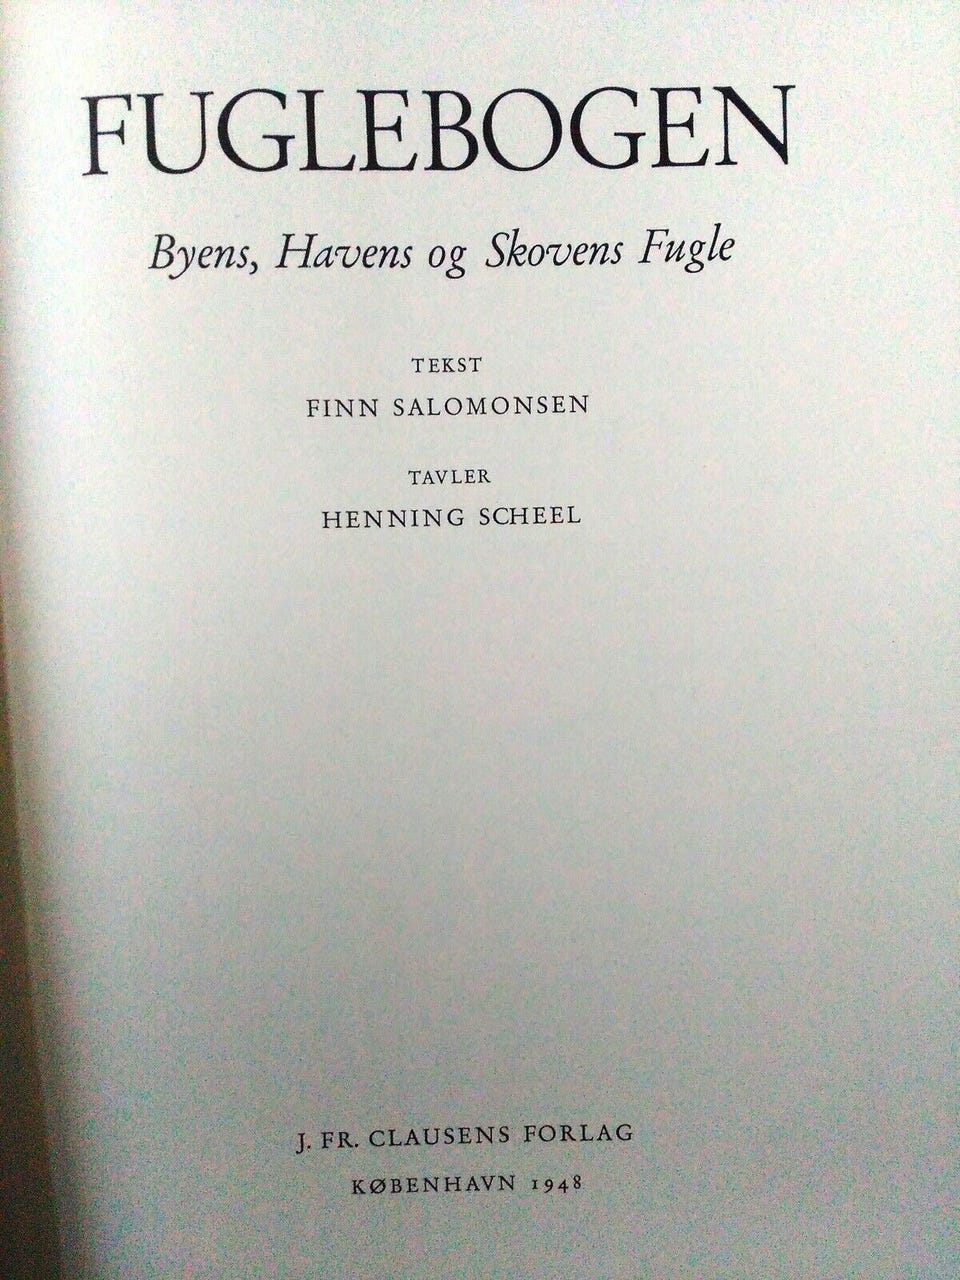 FUGLEBOGEN
Byens, Havens og Skovens Fugle
TEKST
FINN SALOMONSEN
TAVLER
HENNING SCHEEL
J. FR. CLAUSENS FORLAG
KØBENHAVN 1948